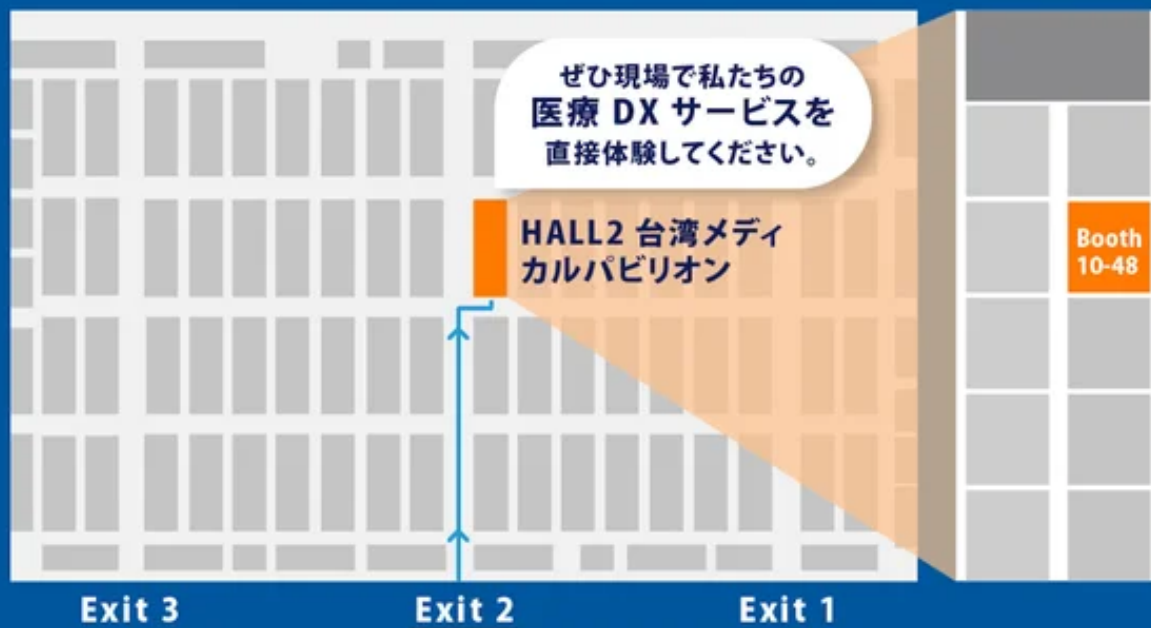 ぜひ現場で私たちの
医療 DX サービスを
直接体験してください。
HALL2 台湾メディ
カルパビリオン
Booth
10-48
Exit 3
Exit 2
Exit 1